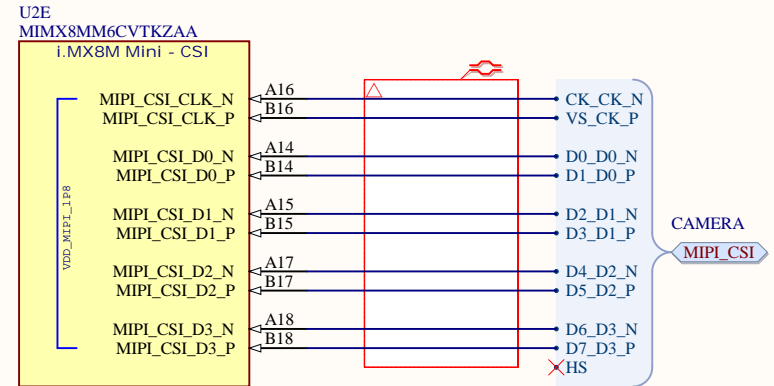 U2E
MIMX8MM6CVTKZAA
i.MX8M Mini - CSI
MIPI_CSI_CLK_N A16 CK_CK_N
MIPI_CSI_CLK_P B16 VS_CK_P
MIPI_CSI_D0_N A14 D0_D0_N
MIPI_CSI_D0_P B14 D1_D0_P
MIPI_CSI_D1_N A15 D2_D1_N
MIPI_CSI_D1_P B15 D3_D1_P
VDD_MIPI_1P8
CAMERA
MIPI_CSI
MIPI_CSI_D2_N A17 D4_D2_N
MIPI_CSI_D2_P B17 D5_D2_P
MIPI_CSI_D3_N A18 D6_D3_N
MIPI_CSI_D3_P B18 D7_D3_P
HS